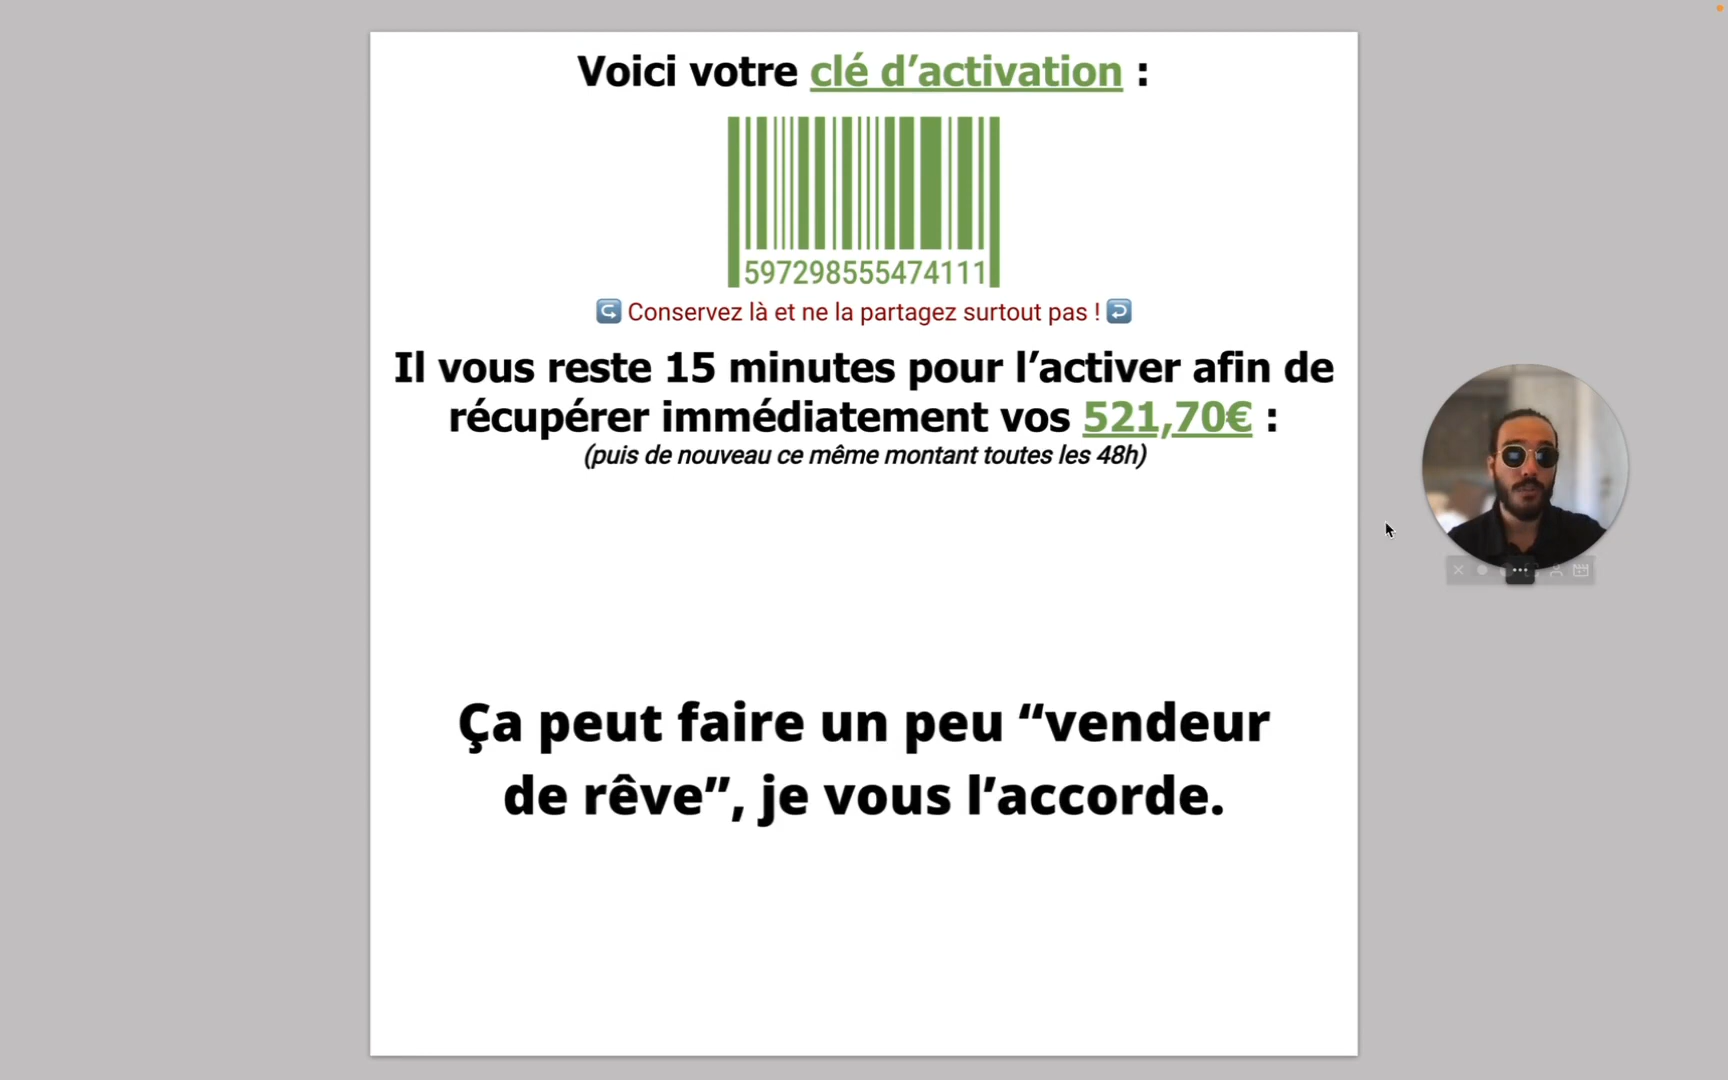 Voici votre clé d’activation :
597298555474111
↪️ Conservez là et ne la partagez surtout pas ! ↩️
Il vous reste 15 minutes pour l’activer afin de
récupérer immédiatement vos 521,70€ :
(puis de nouveau ce même montant toutes les 48h)
Ça peut faire un peu “vendeur
de rêve”, je vous l’accorde.